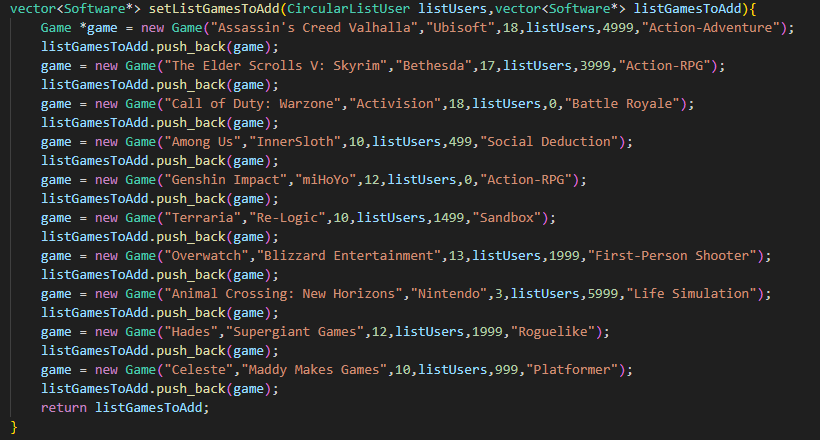 vector<Software*> setListGamesToAdd(CircularListUser listUsers,vector<Software*> listGamesToAdd){
    Game *game = new Game("Assassin's Creed Valhalla","Ubisoft",18,listUsers,4999,"Action-Adventure");
    listGamesToAdd.push_back(game);
    game = new Game("The Elder Scrolls V: Skyrim","Bethesda",17,listUsers,3999,"Action-RPG");
    listGamesToAdd.push_back(game);
    game = new Game("Call of Duty: Warzone","Activision",18,listUsers,0,"Battle Royale");
    listGamesToAdd.push_back(game);
    game = new Game("Among Us","InnerSloth",10,listUsers,499,"Social Deduction");
    listGamesToAdd.push_back(game);
    game = new Game("Genshin Impact","miHoYo",12,listUsers,0,"Action-RPG");
    listGamesToAdd.push_back(game);
    game = new Game("Terraria","Re-Logic",10,listUsers,1499,"Sandbox");
    listGamesToAdd.push_back(game);
    game = new Game("Overwatch","Blizzard Entertainment",13,listUsers,1999,"First-Person Shooter");
    listGamesToAdd.push_back(game);
    game = new Game("Animal Crossing: New Horizons","Nintendo",3,listUsers,5999,"Life Simulation");
    listGamesToAdd.push_back(game);
    game = new Game("Hades","Supergiant Games",12,listUsers,1999,"Roguelike");
    listGamesToAdd.push_back(game);
    game = new Game("Celeste","Maddy Makes Games",10,listUsers,999,"Platformer");
    listGamesToAdd.push_back(game);
    return listGamesToAdd;
}